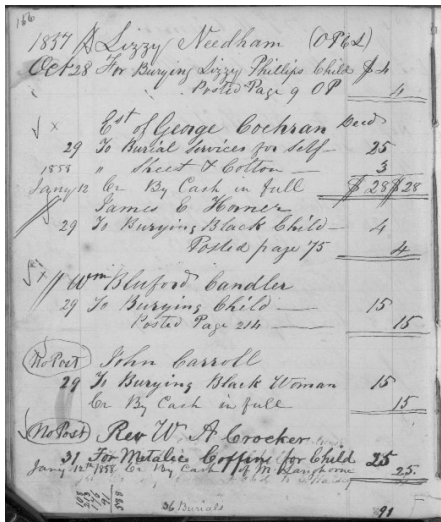 166
1857 Lizzy Needham (OP&L)
Oct 28 For Burying Lizzy Phillips Child $ 4
Posted Page 9 OP 4
Est of George Cochran Decd
29 To Burial Services for Self 25
1858 " Sheet & Cotton 3
Jany 12 Cr By Cash in full $28 $28
James E Horner
29 To Burying Black Child 4
Posted page 75 4
Wm Bluford Candler
29 To Burying Child 15
Posted Page 214 15
No Post John Carroll
29 To Burying Black Woman 15
Cr By Cash in full 15
No Post Rev W A Crocker
31 For Metalic Coffin for Child 25
Jany 12th 1858 Cr By Cash of M Langhorne 25
36 Burials
91